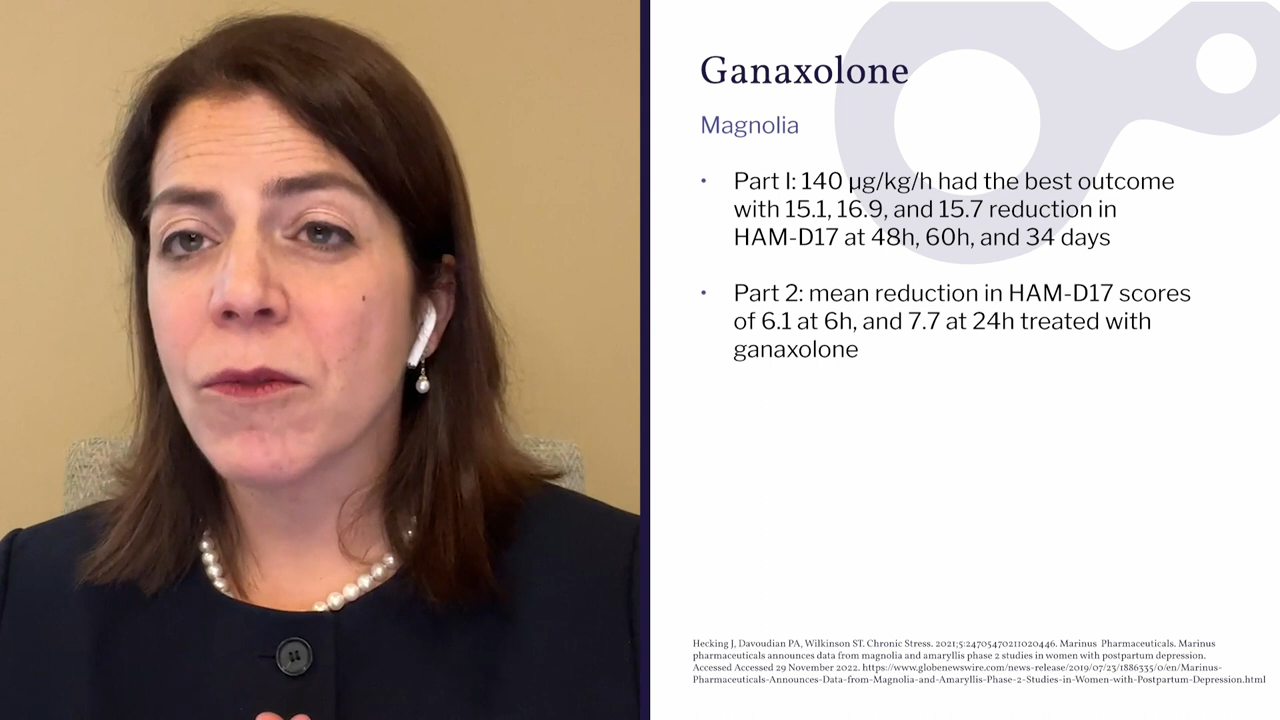 Ganaxolone
Magnolia
• Part I: 140 µg/kg/h had the best outcome
with 15.1, 16.9, and 15.7 reduction in
HAM-D17 at 48h, 60h, and 34 days
• Part 2: mean reduction in HAM-D17 scores
of 6.1 at 6h, and 7.7 at 24h treated with
ganaxolone
Hecking J, Davoudian PA, Wilkinson ST. Chronic Stress. 2021;5:24705470211020446. Marinus Pharmaceuticals. Marinus
pharmaceuticals announces data from magnolia and amaryllis phase 2 studies in women with postpartum depression.
Accessed Accessed 29 November 2022. https://www.globenewswire.com/news-release/2019/07/23/1886335/0/en/Marinus-
Pharmaceuticals-Announces-Data-from-Magnolia-and-Amaryllis-Phase-2-Studies-in-Women-with-Postpartum-Depression.html